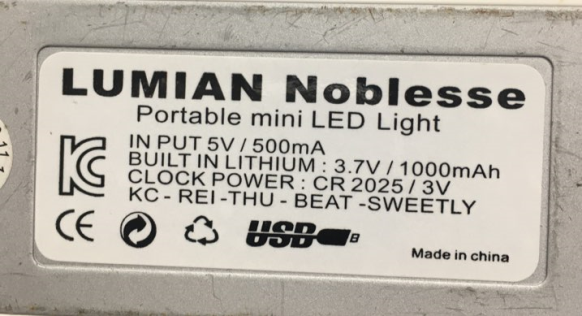 LUMIAN Noblesse
Portable mini LED Light
IN PUT 5V / 500mA
BUILT IN LITHIUM : 3.7V / 1000mAh
CLOCK POWER : CR 2025 / 3V
KC - REI -THU - BEAT -SWEETLY
CE
USB
Made in china